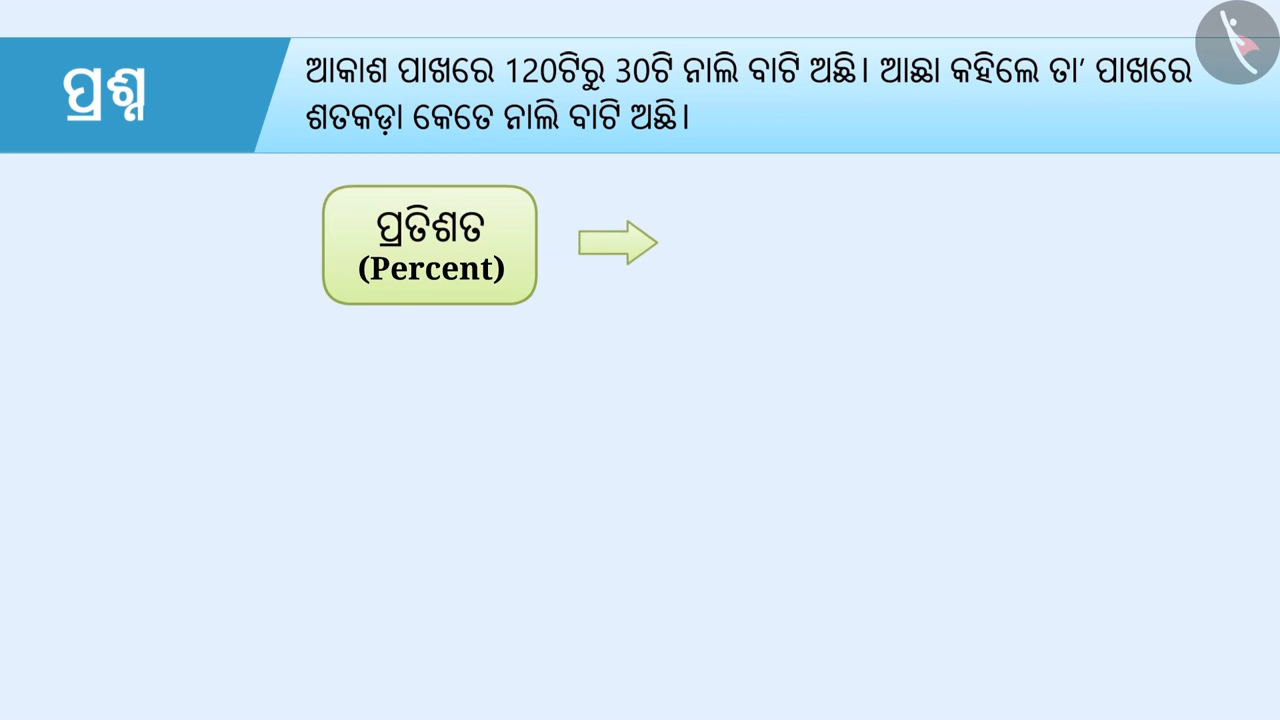 ପ୍ରଶ୍ନ
ଆକାଶ ପାଖରେ 120ଟିରୁ 30ଟି ନାଲି ବାଟି ଅଛି। ଆଛା କହିଲେ ତା’ ପାଖରେ
ଶତକଡ଼ା କେତେ ନାଲି ବାଟି ଅଛି।
ପ୍ରତିଶତ
(Percent)